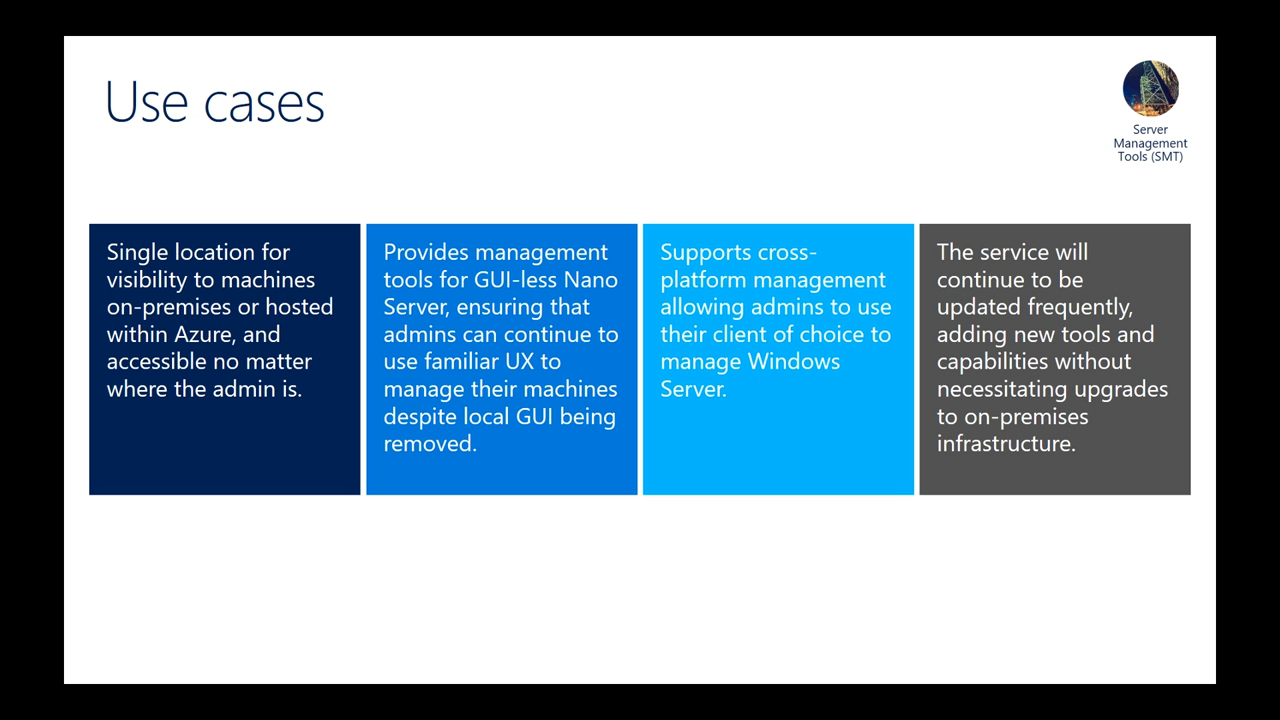 Use cases
Server
Management
Tools (SMT)
Single location for
visibility to machines
on-premises or hosted
within Azure, and
accessible no matter
where the admin is.
Provides management
tools for GUI-less Nano
Server, ensuring that
admins can continue to
use familiar UX to
manage their machines
despite local GUI being
removed.
Supports cross-
platform management
allowing admins to use
their client of choice to
manage Windows
Server.
The service will
continue to be
updated frequently,
adding new tools and
capabilities without
necessitating upgrades
to on-premises
infrastructure.